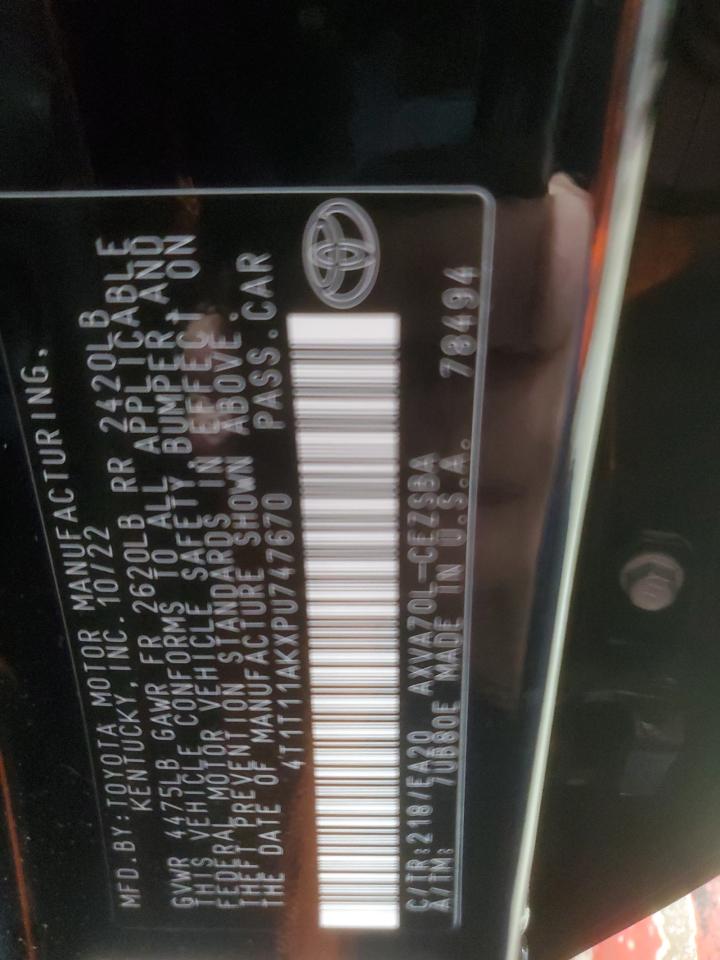 MFD.BY:TOYOTA MOTOR MANUFACTURING,
KENTUCKY, INC. 10/22
GVWR 4475LB GAWR FR 2620LB RR 2420LB
THIS VEHICLE CONFORMS TO ALL APPLICABLE
FEDERAL MOTOR VEHICLE SAFETY, BUMPER AND
THEFT PREVENTION STANDARDS IN EFFECT ON
THE DATE OF MANUFACTURE SHOWN ABOVE.
4T1T11AKXPU747670 PASS.CAR
C/TR:218/EA20 AXVA70L-CEZSBA
A/TM: /UB80E MADE IN U.S.A. 78494